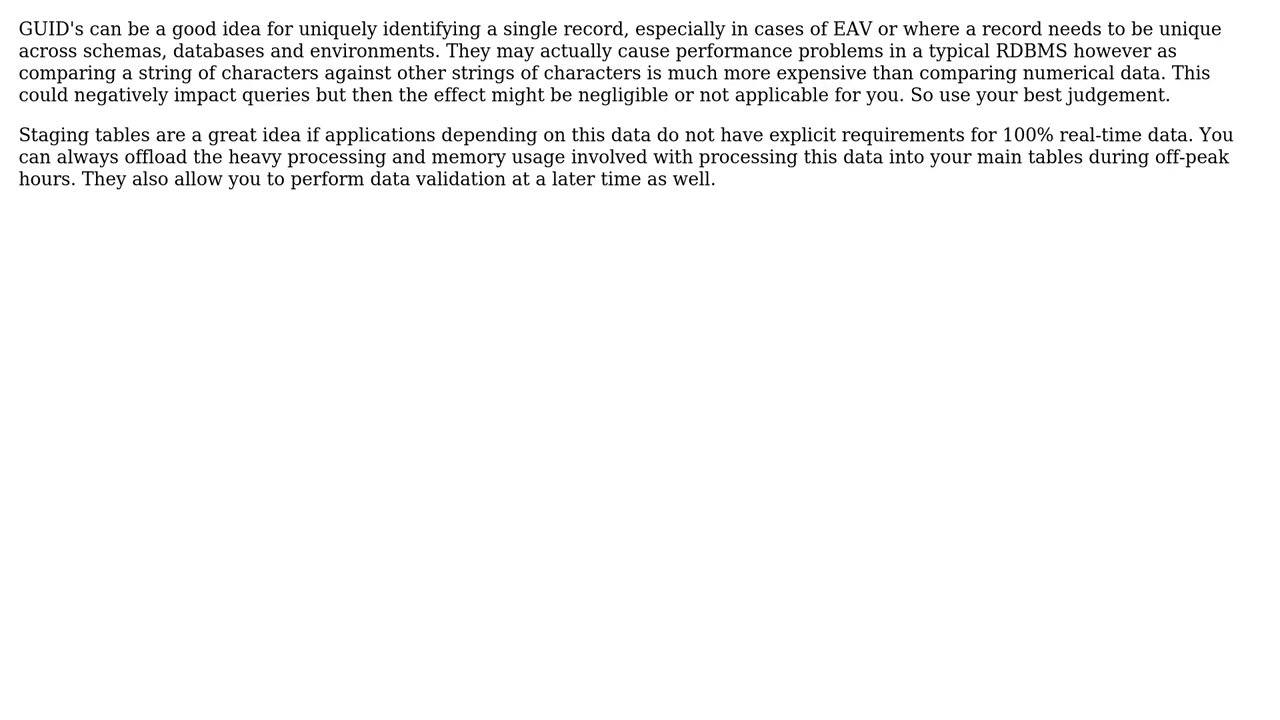 GUID's can be a good idea for uniquely identifying a single record, especially in cases of EAV or where a record needs to be unique
across schemas, databases and environments. They may actually cause performance problems in a typical RDBMS however as
comparing a string of characters against other strings of characters is much more expensive than comparing numerical data. This
could negatively impact queries but then the effect might be negligible or not applicable for you. So use your best judgement.
Staging tables are a great idea if applications depending on this data do not have explicit requirements for 100% real-time data. You
can always offload the heavy processing and memory usage involved with processing this data into your main tables during off-peak
hours. They also allow you to perform data validation at a later time as well.